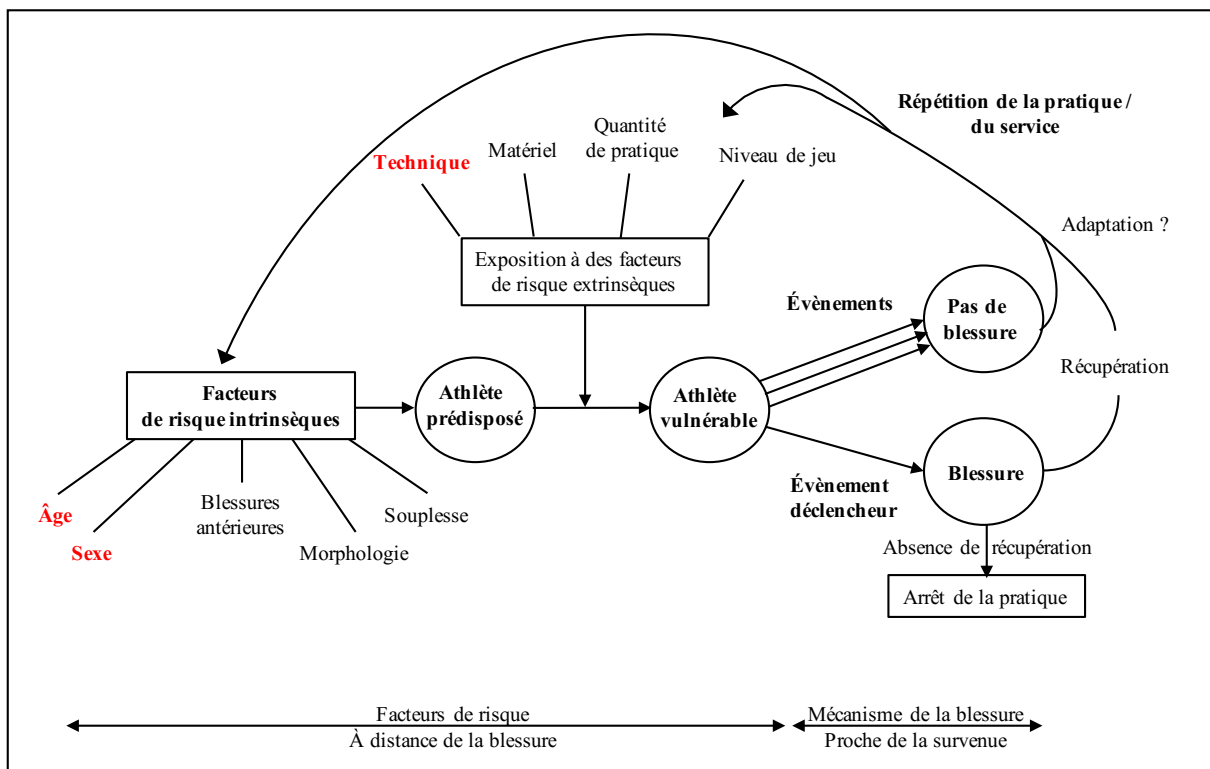 Répétition de la pratique /
du service
Quantité
de pratique
Matériel
Technique
Niveau de jeu
Adaptation ?
Exposition à des facteurs
de risque extrinsèques
Évènements
Pas de
blessure
Récupération
Facteurs
de risque intrinsèques
Athlète
prédisposé
Athlète
vulnérable
Évènement
déclencheur
Blessure
Âge
Sexe
Blessures
antérieures
Morphologie
Souplesse
Absence de récupération
Arrêt de la pratique
Facteurs de risque
À distance de la blessure
Mécanisme de la blessure
Proche de la survenue